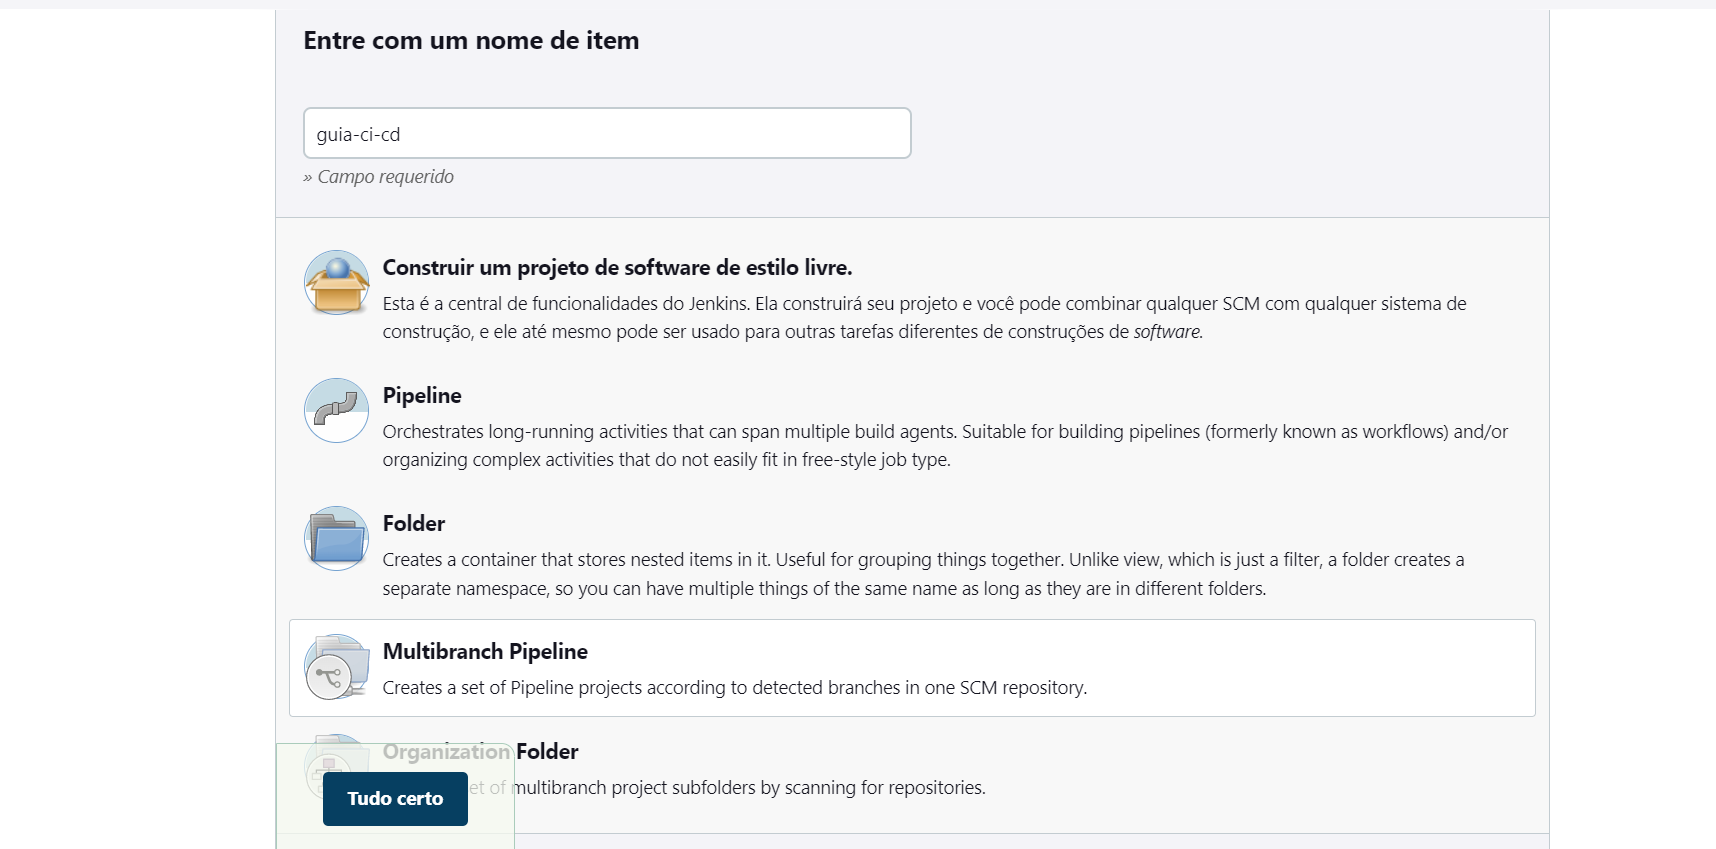 Entre com um nome de item
guia-ci-cd
» Campo requerido
Construir um projeto de software de estilo livre.
Esta é a central de funcionalidades do Jenkins. Ela construirá seu projeto e você pode combinar qualquer SCM com qualquer sistema de
construção, e ele até mesmo pode ser usado para outras tarefas diferentes de construções de software.
Pipeline
Orchestrates long-running activities that can span multiple build agents. Suitable for building pipelines (formerly known as workflows) and/or
organizing complex activities that do not easily fit in free-style job type.
Folder
Creates a container that stores nested items in it. Useful for grouping things together. Unlike view, which is just a filter, a folder creates a
separate namespace, so you can have multiple things of the same name as long as they are in different folders.
Multibranch Pipeline
Creates a set of Pipeline projects according to detected branches in one SCM repository.
Organization Folder
of multibranch project subfolders by scanning for repositories.
Tudo certo